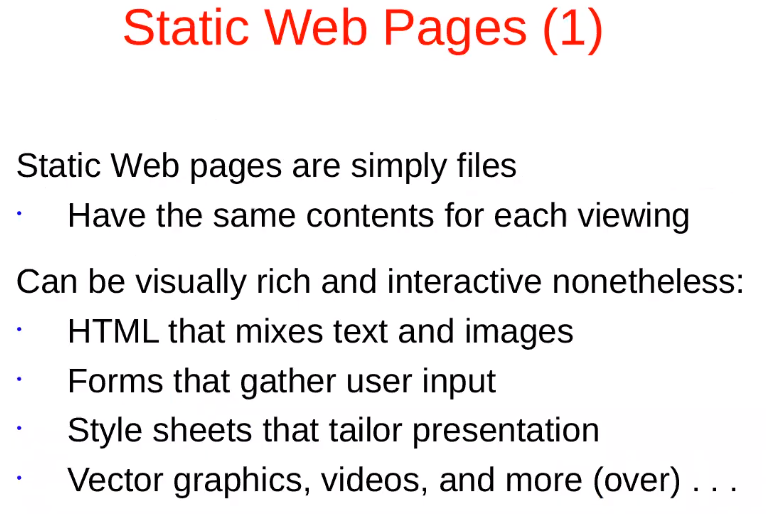 Static Web Pages (1)
Static Web pages are simply files
· Have the same contents for each viewing
Can be visually rich and interactive nonetheless:
· HTML that mixes text and images
· Forms that gather user input
· Style sheets that tailor presentation
· Vector graphics, videos, and more (over) . . .